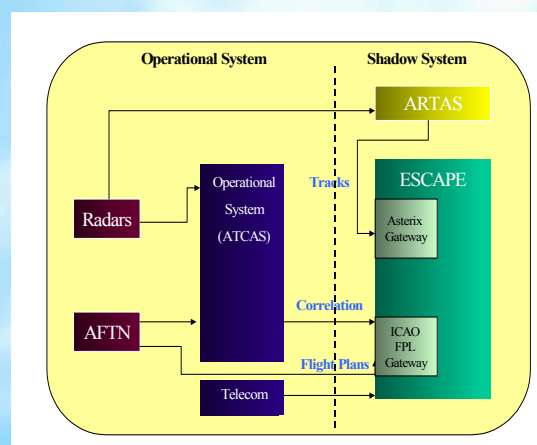 Operational System
Shadow System
ARTAS
Operational
System
(ATCAS)
Tracks
ESCAPE
Radars
Asterix
Gateway
Correlation
AFTN
ICAO
FPL
Gateway
Flight Plans
Telecom